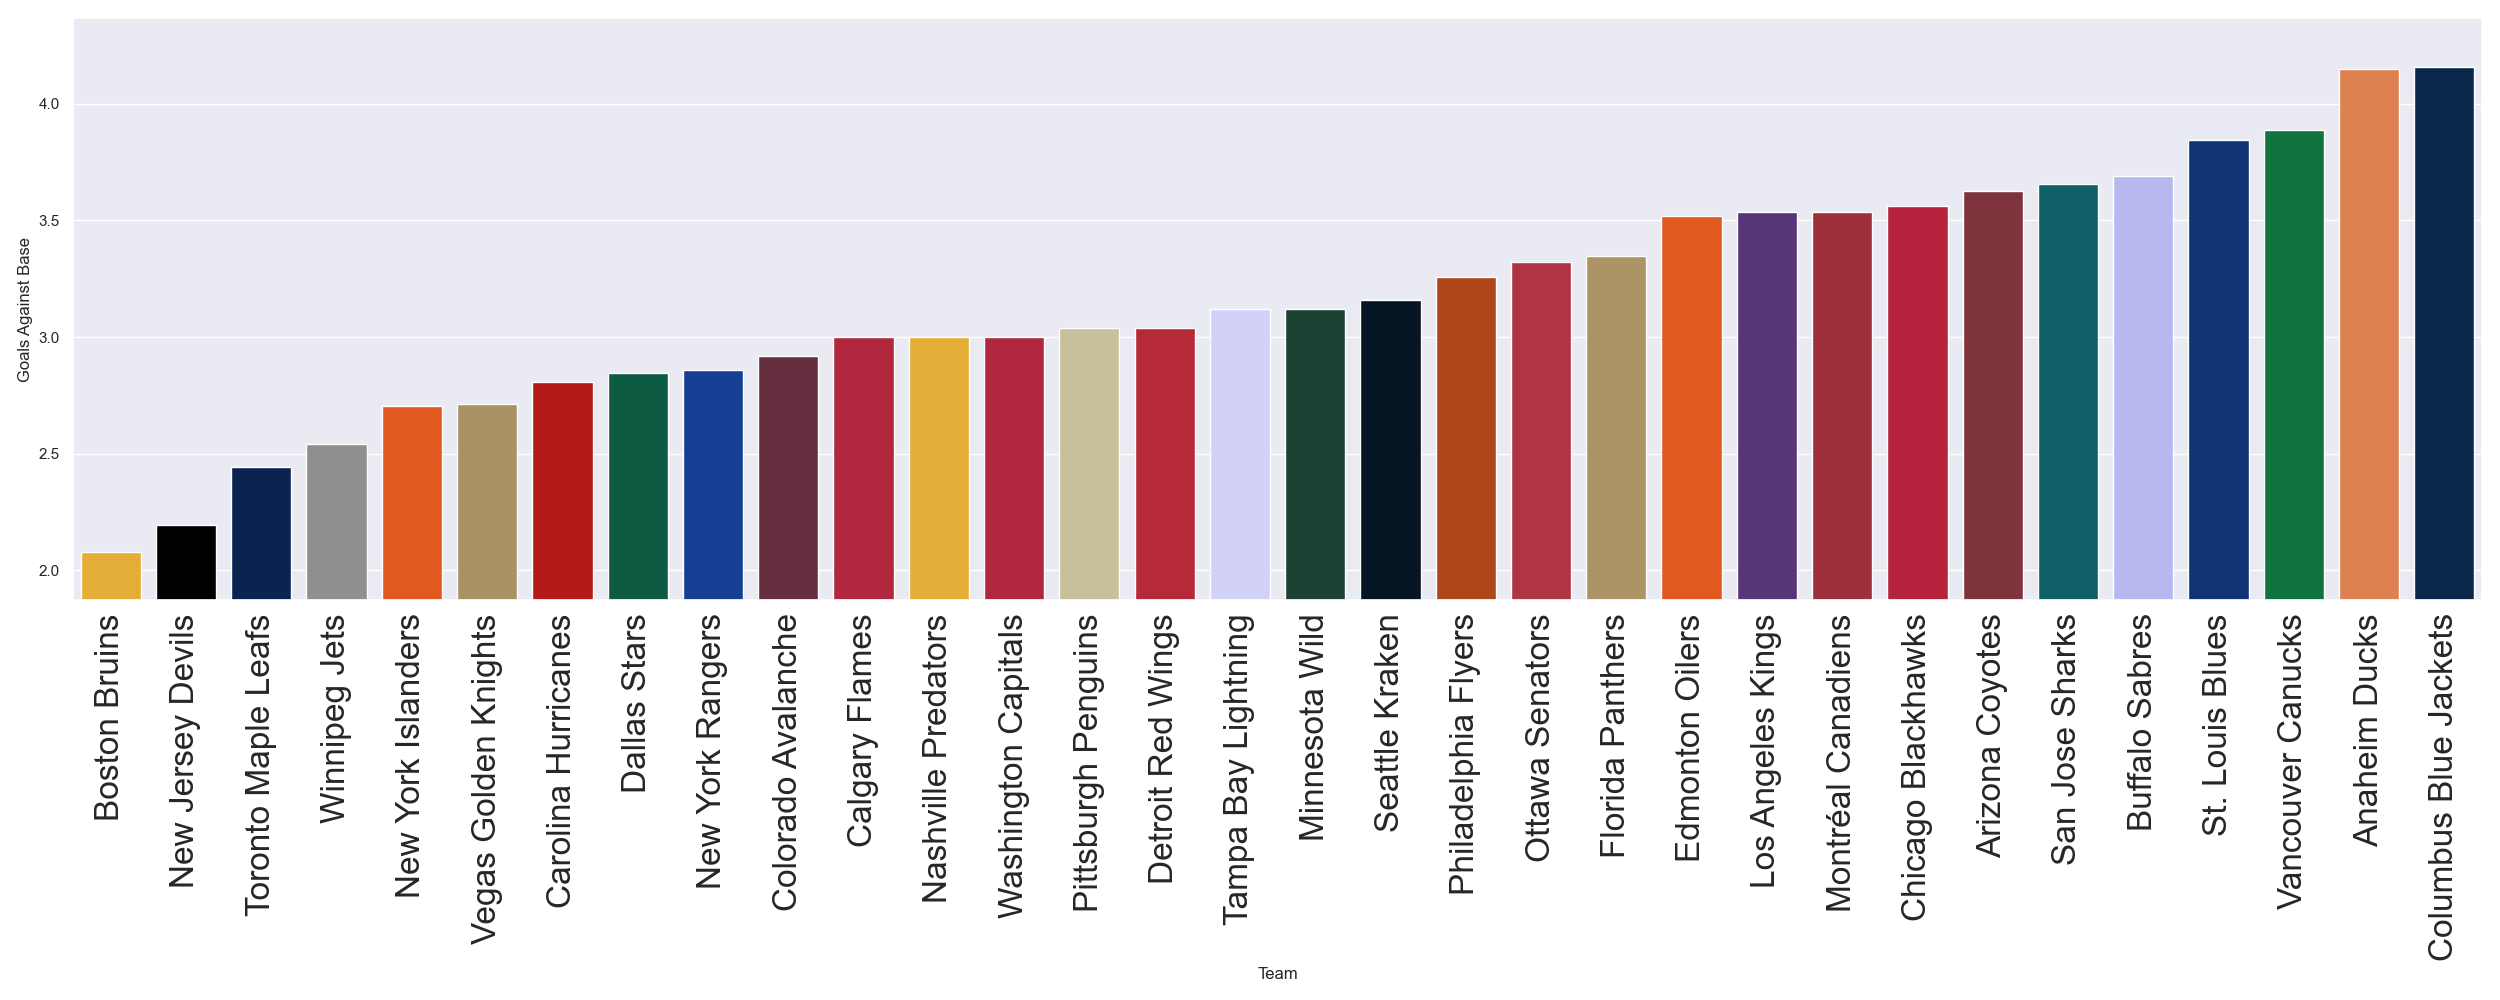 4.0
3.5
3.0
2.5
2.0
Goals Against Base
Boston Bruins
New Jersey Devils
Toronto Maple Leafs
Winnipeg Jets
New York Islanders
Vegas Golden Knights
Carolina Hurricanes
Dallas Stars
New York Rangers
Colorado Avalanche
Calgary Flames
Nashville Predators
Washington Capitals
Pittsburgh Penguins
Detroit Red Wings
Tampa Bay Lightning
Minnesota Wild
Seattle Kraken
Philadelphia Flyers
Ottawa Senators
Florida Panthers
Edmonton Oilers
Los Angeles Kings
Montréal Canadiens
Chicago Blackhawks
Arizona Coyotes
San Jose Sharks
Buffalo Sabres
St. Louis Blues
Vancouver Canucks
Anaheim Ducks
Columbus Blue Jackets
Team